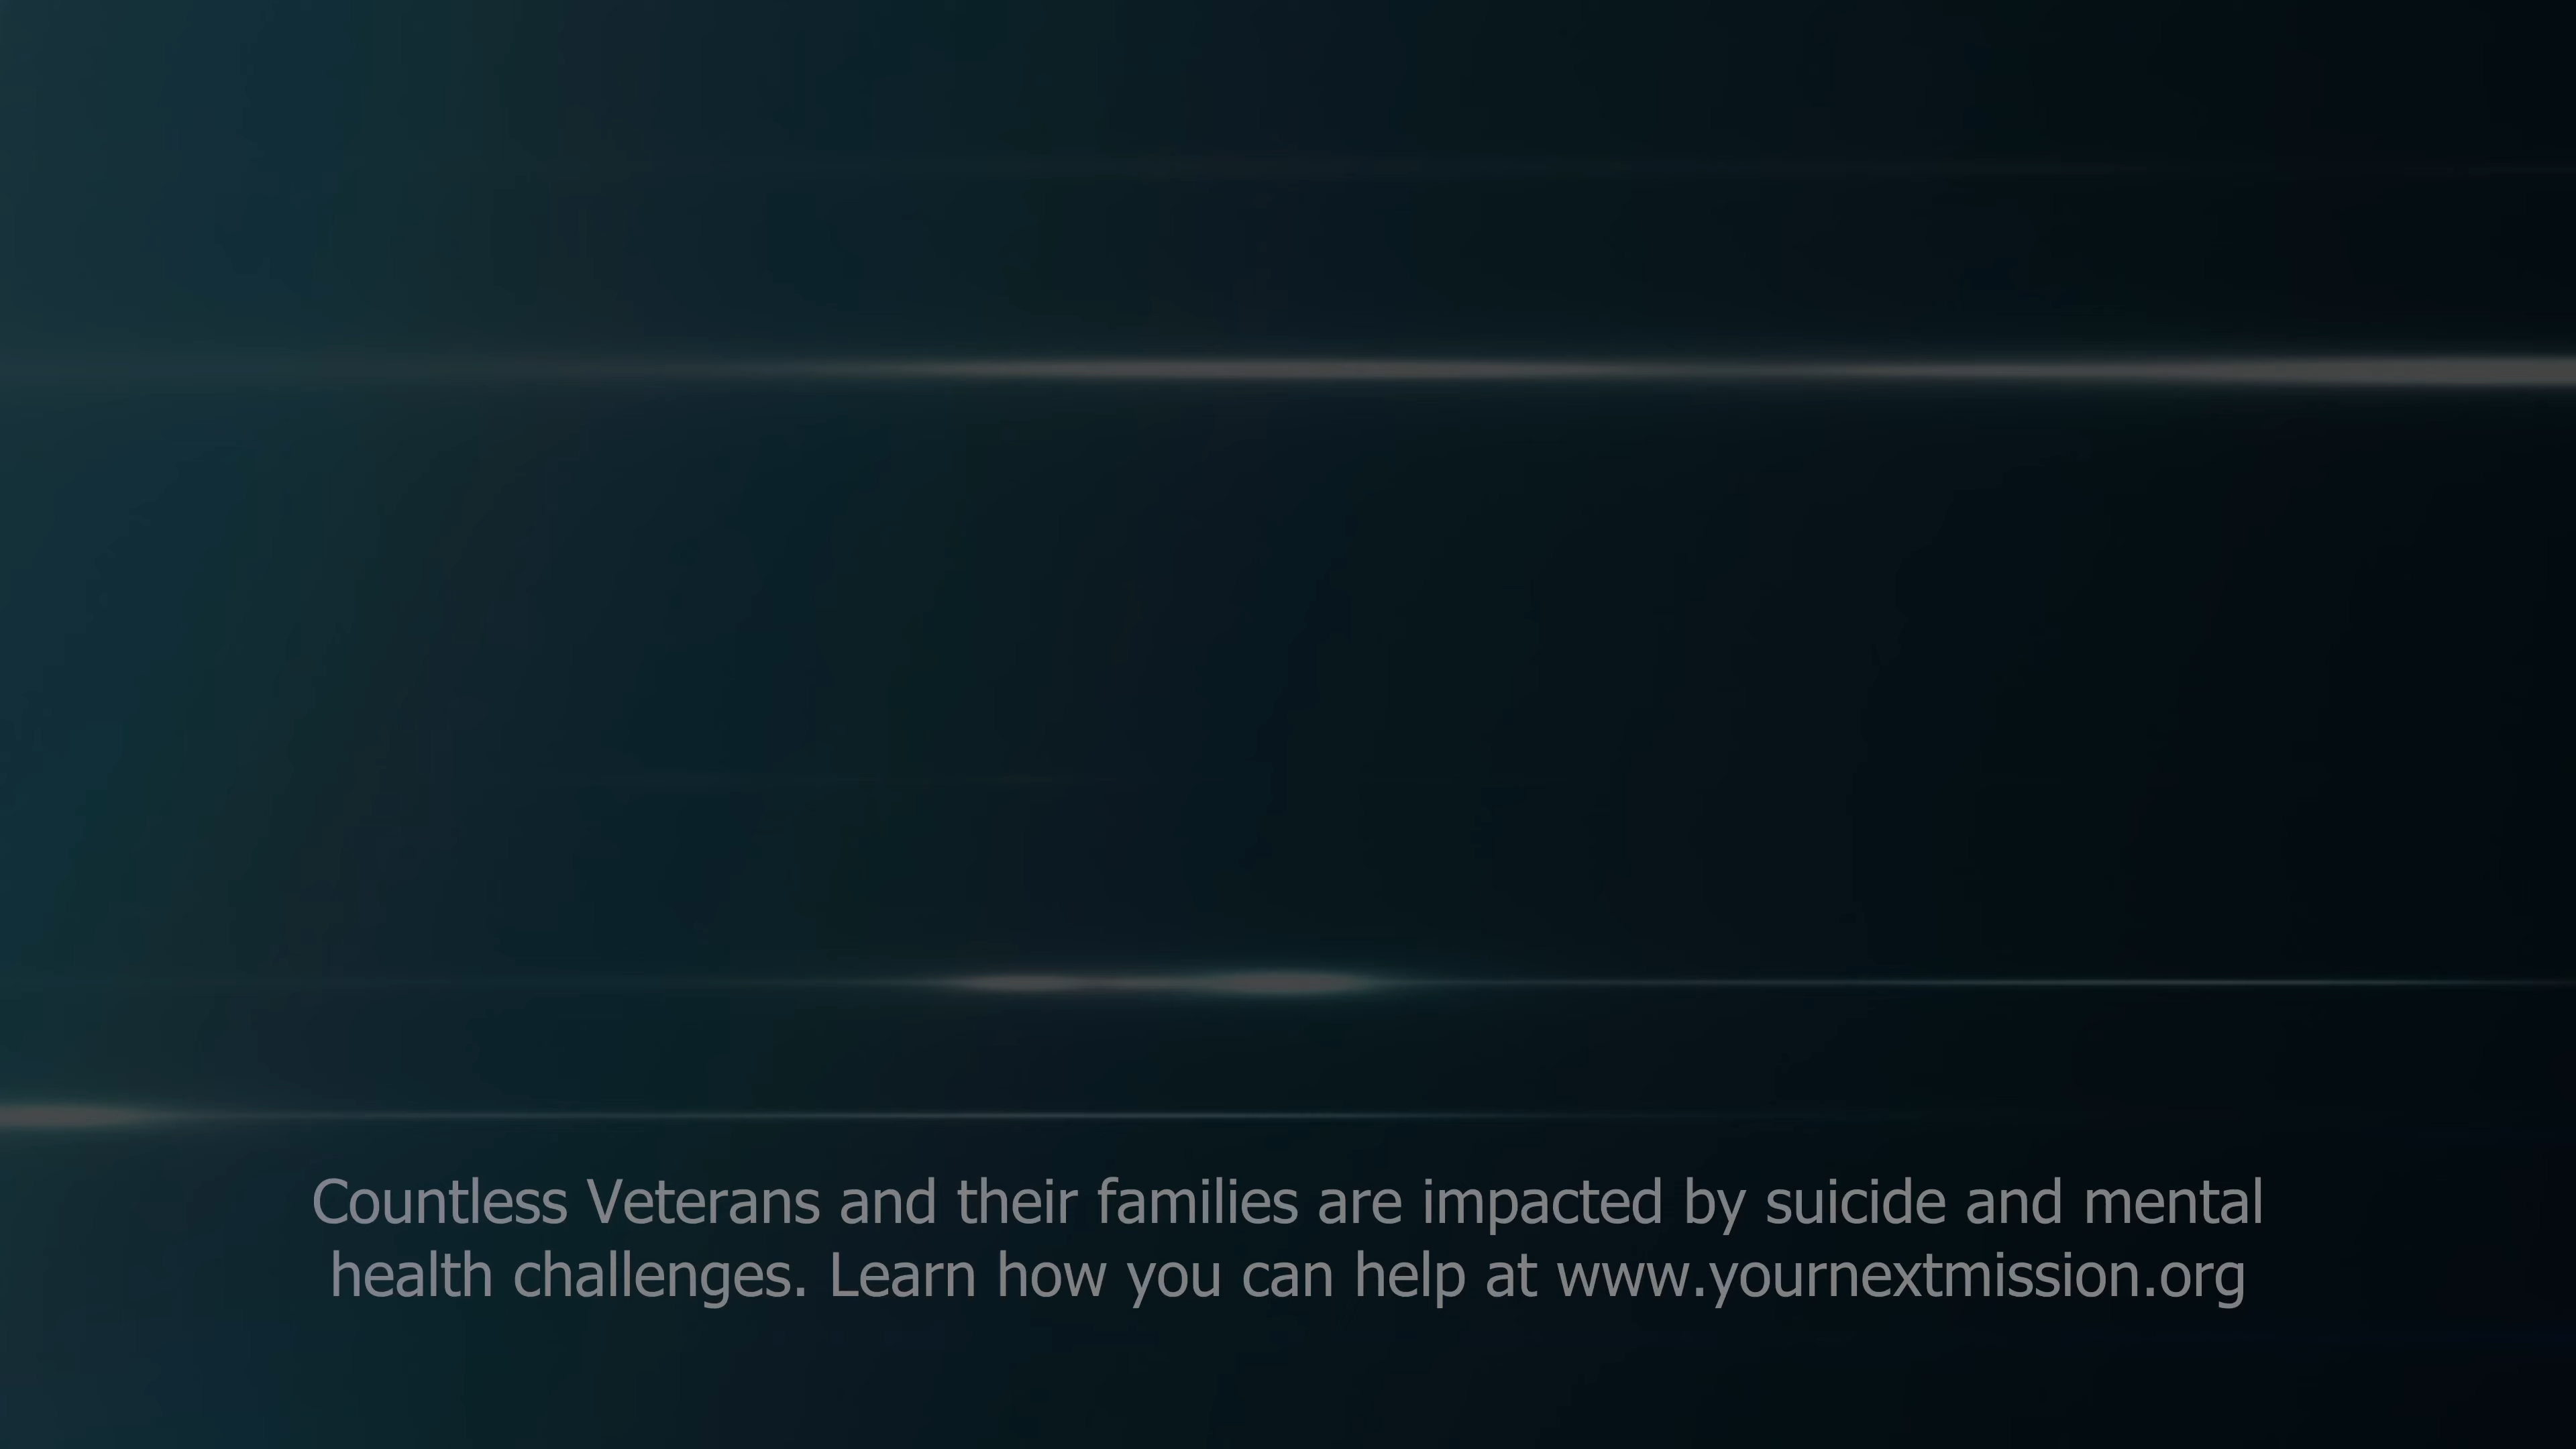 Countless Veterans and their families are impacted by suicide and mental
health challenges. Learn how you can help at www.yournextmission.org